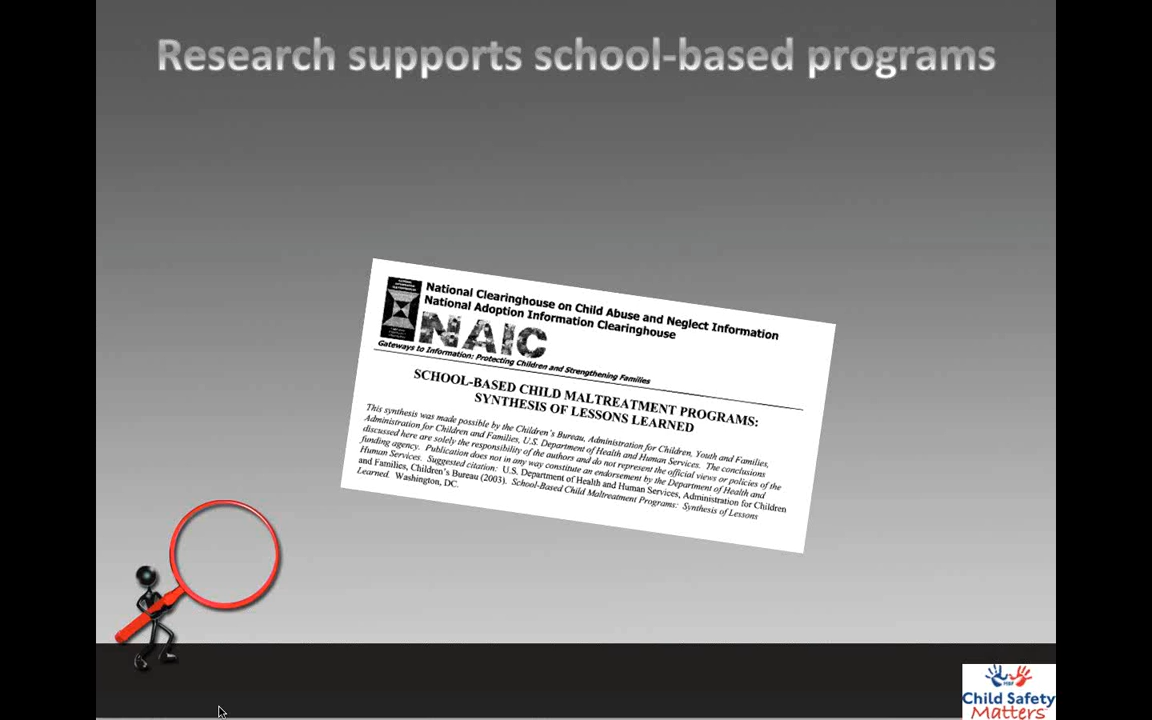 Research supports school-based programs
National Clearinghouse on Child Abuse and Neglect Information
National Adoption Information Clearinghouse
NAIC
Gateways to Information: Protecting Children and Strengthening Families
SCHOOL-BASED CHILD MALTREATMENT PROGRAMS:
SYNTHESIS OF LESSONS LEARNED
This synthesis was made possible by the Children's Bureau, Administration for Children, Youth and Families,
Administration for Children and Families, U.S. Department of Health and Human Services. The conclusions
discussed here are solely the responsibility of the authors and do not represent the official views or policies of the
funding agency. Publication does not in any way constitute an endorsement by the Department of Health and
Human Services. Suggested citation: U.S. Department of Health and Human Services, Administration for Children
and Families, Children's Bureau (2003). School-Based Child Maltreatment Programs: Synthesis of Lessons
Learned. Washington, DC.
Child Safety
Matters